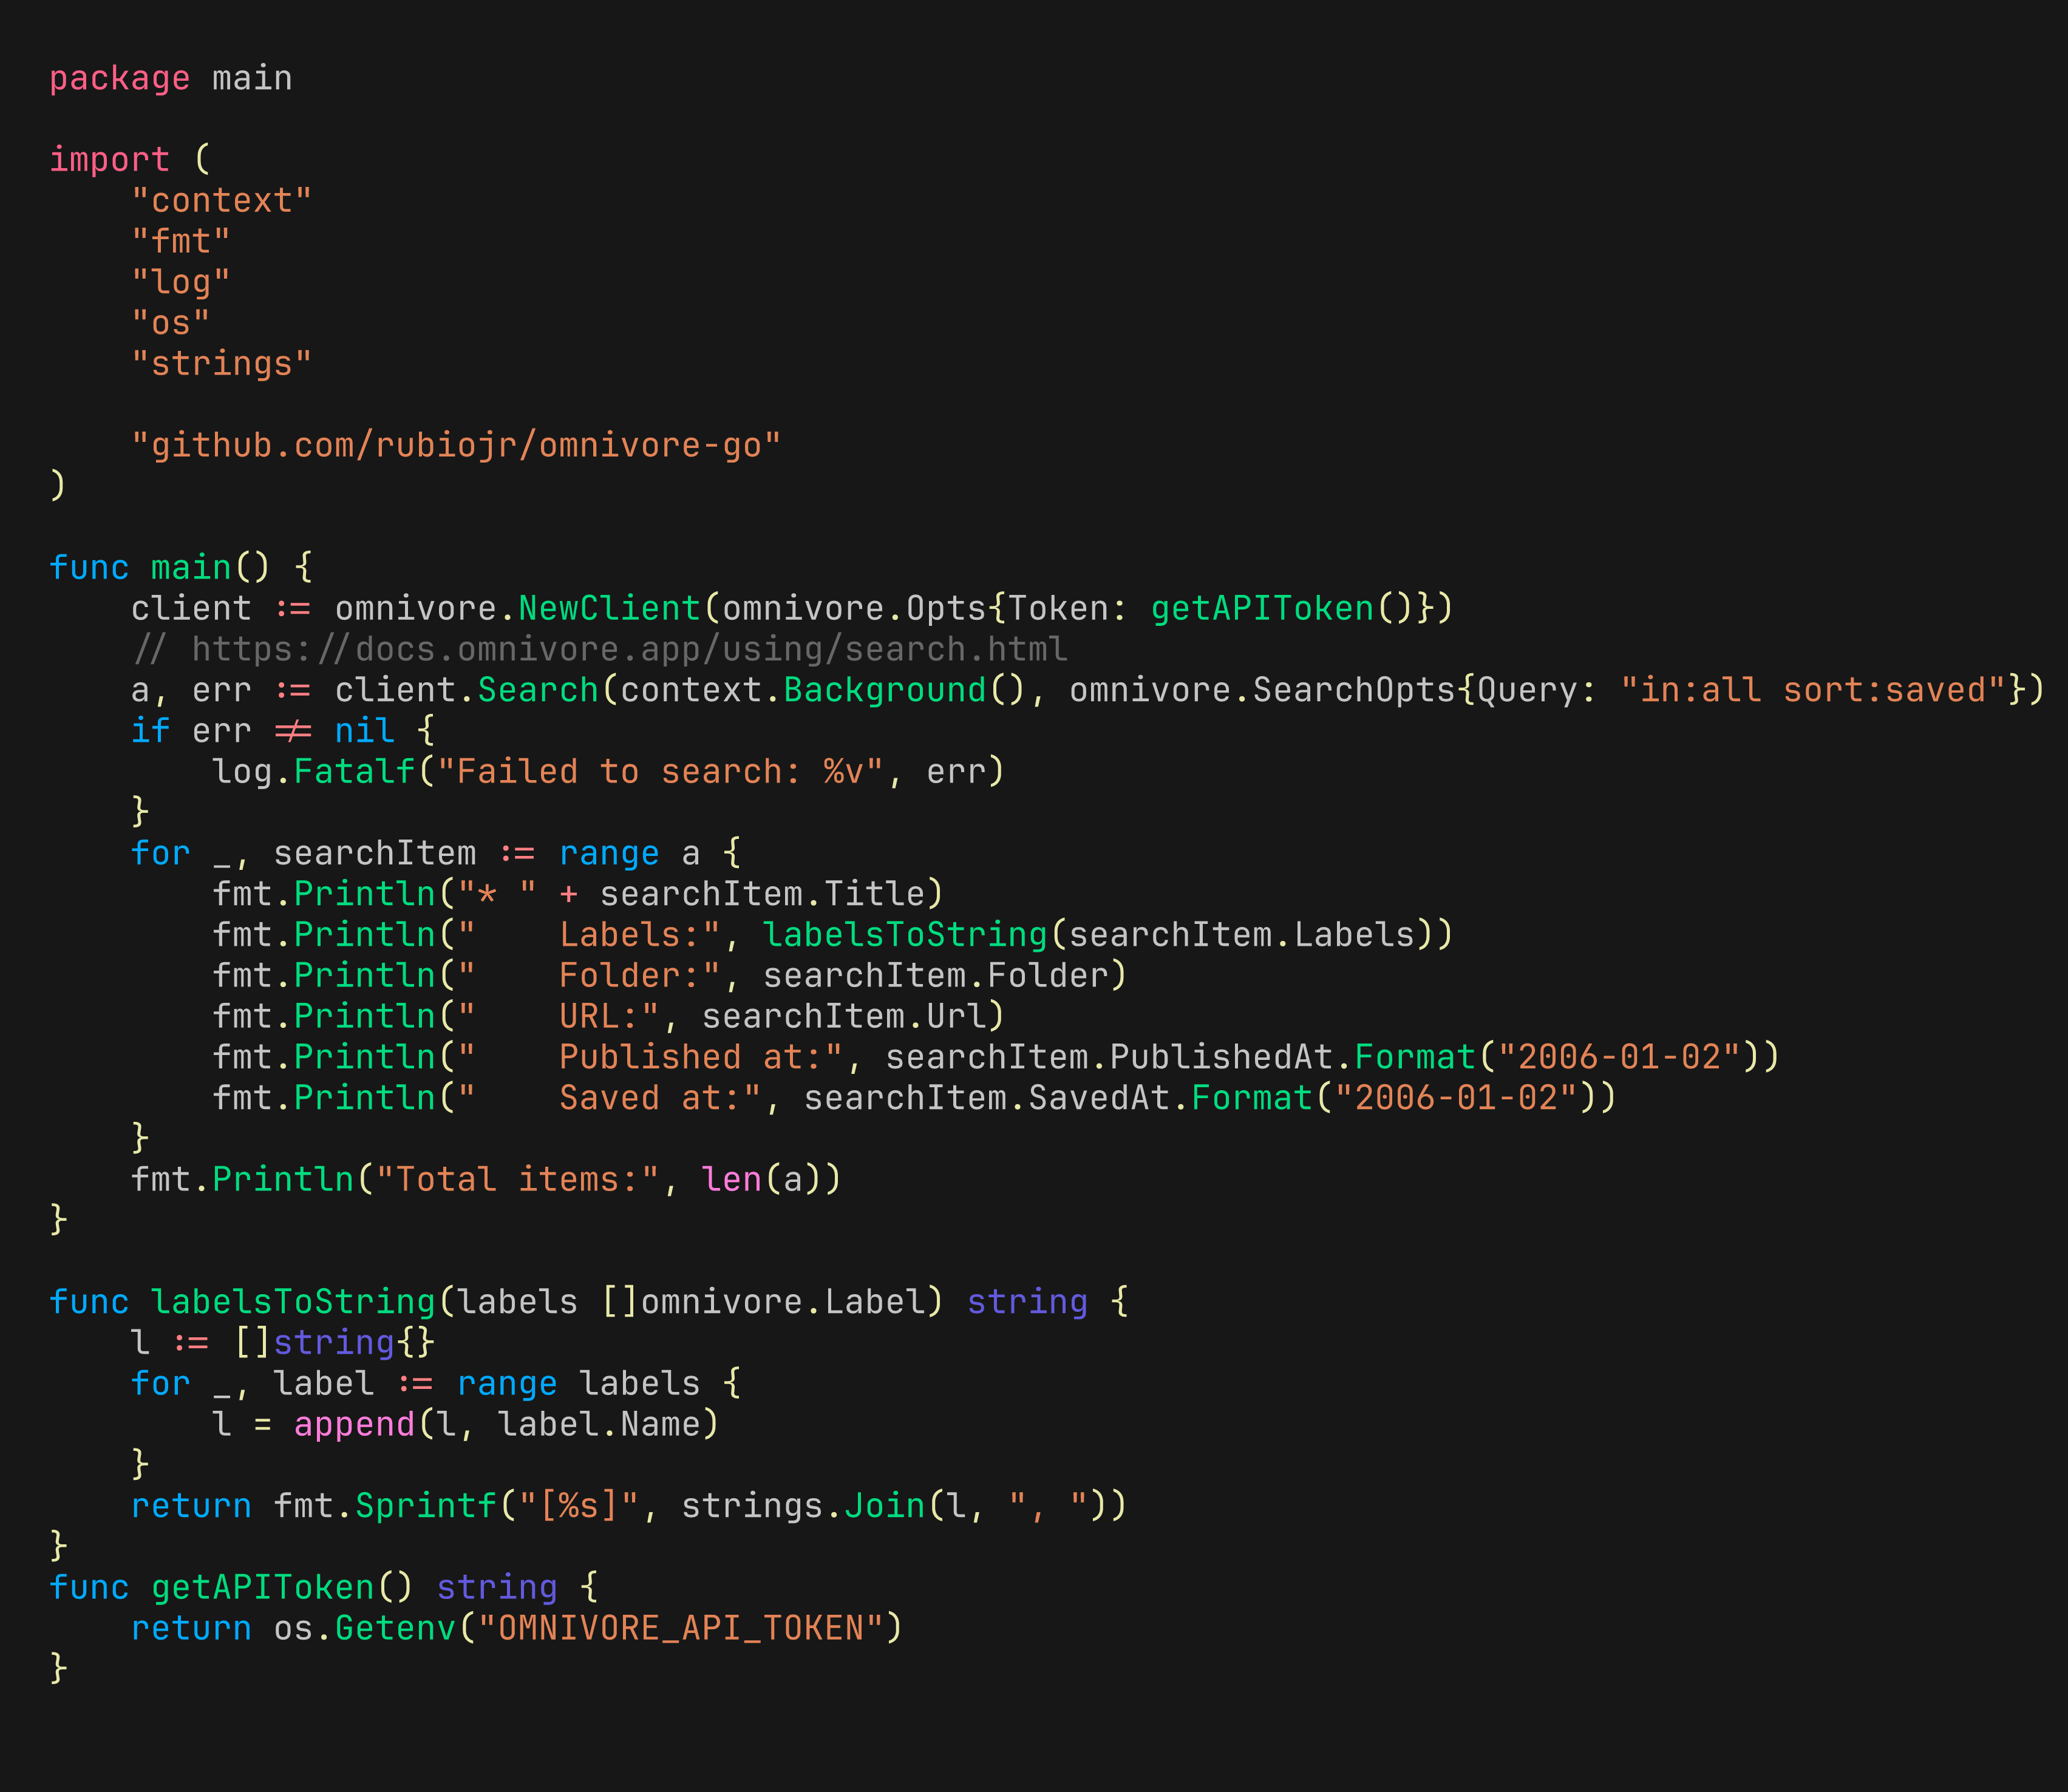 package main

import (
    "context"
    "fmt"
    "log"
    "os"
    "strings"

    "github.com/rubiojr/omnivore-go"
)

func main() {
    client := omnivore.NewClient(omnivore.Opts{Token: getAPIToken()})
    // https://docs.omnivore.app/using/search.html
    a, err := client.Search(context.Background(), omnivore.SearchOpts{Query: "in:all sort:saved"})
    if err != nil {
        log.Fatalf("Failed to search: %v", err)
    }
    for _, searchItem := range a {
        fmt.Println("* " + searchItem.Title)
        fmt.Println("    Labels:", labelsToString(searchItem.Labels))
        fmt.Println("    Folder:", searchItem.Folder)
        fmt.Println("    URL:", searchItem.Url)
        fmt.Println("    Published at:", searchItem.PublishedAt.Format("2006-01-02"))
        fmt.Println("    Saved at:", searchItem.SavedAt.Format("2006-01-02"))
    }
    fmt.Println("Total items:", len(a))
}

func labelsToString(labels []omnivore.Label) string {
    l := []string{}
    for _, label := range labels {
        l = append(l, label.Name)
    }
    return fmt.Sprintf("[%s]", strings.Join(l, ", "))
}
func getAPIToken() string {
    return os.Getenv("OMNIVORE_API_TOKEN")
}